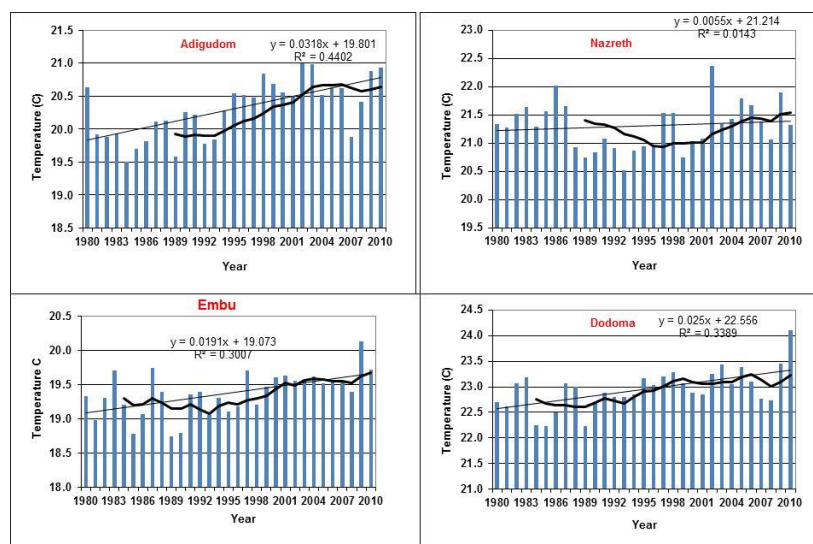 Adigudom
y = 0.0318x + 19.801
R² = 0.4402
Temperature (C)
21.5
21.0
20.5
20.0
19.5
19.0
18.5
1980 1983 1986 1989 1992 1995 1998 2001 2004 2007 2010
Year
Nazreth
y = 0.0055x + 21.214
R² = 0.0143
Temperature (C)
23.0
22.5
22.0
21.5
21.0
20.5
20.0
19.5
1980 1983 1986 1989 1992 1995 1998 2001 2004 2007 2010
Year
Embu
y = 0.0191x + 19.073
R² = 0.3007
Temperature C
20.5
20.0
19.5
19.0
18.5
18.0
1980 1983 1986 1989 1992 1995 1998 2001 2004 2007 2010
Year
Dodoma
y = 0.025x + 22.556
R² = 0.3389
Temperature (C)
24.5
24.0
23.5
23.0
22.5
22.0
21.5
21.0
1980 1983 1986 1989 1992 1995 1998 2001 2004 2007 2010
Year